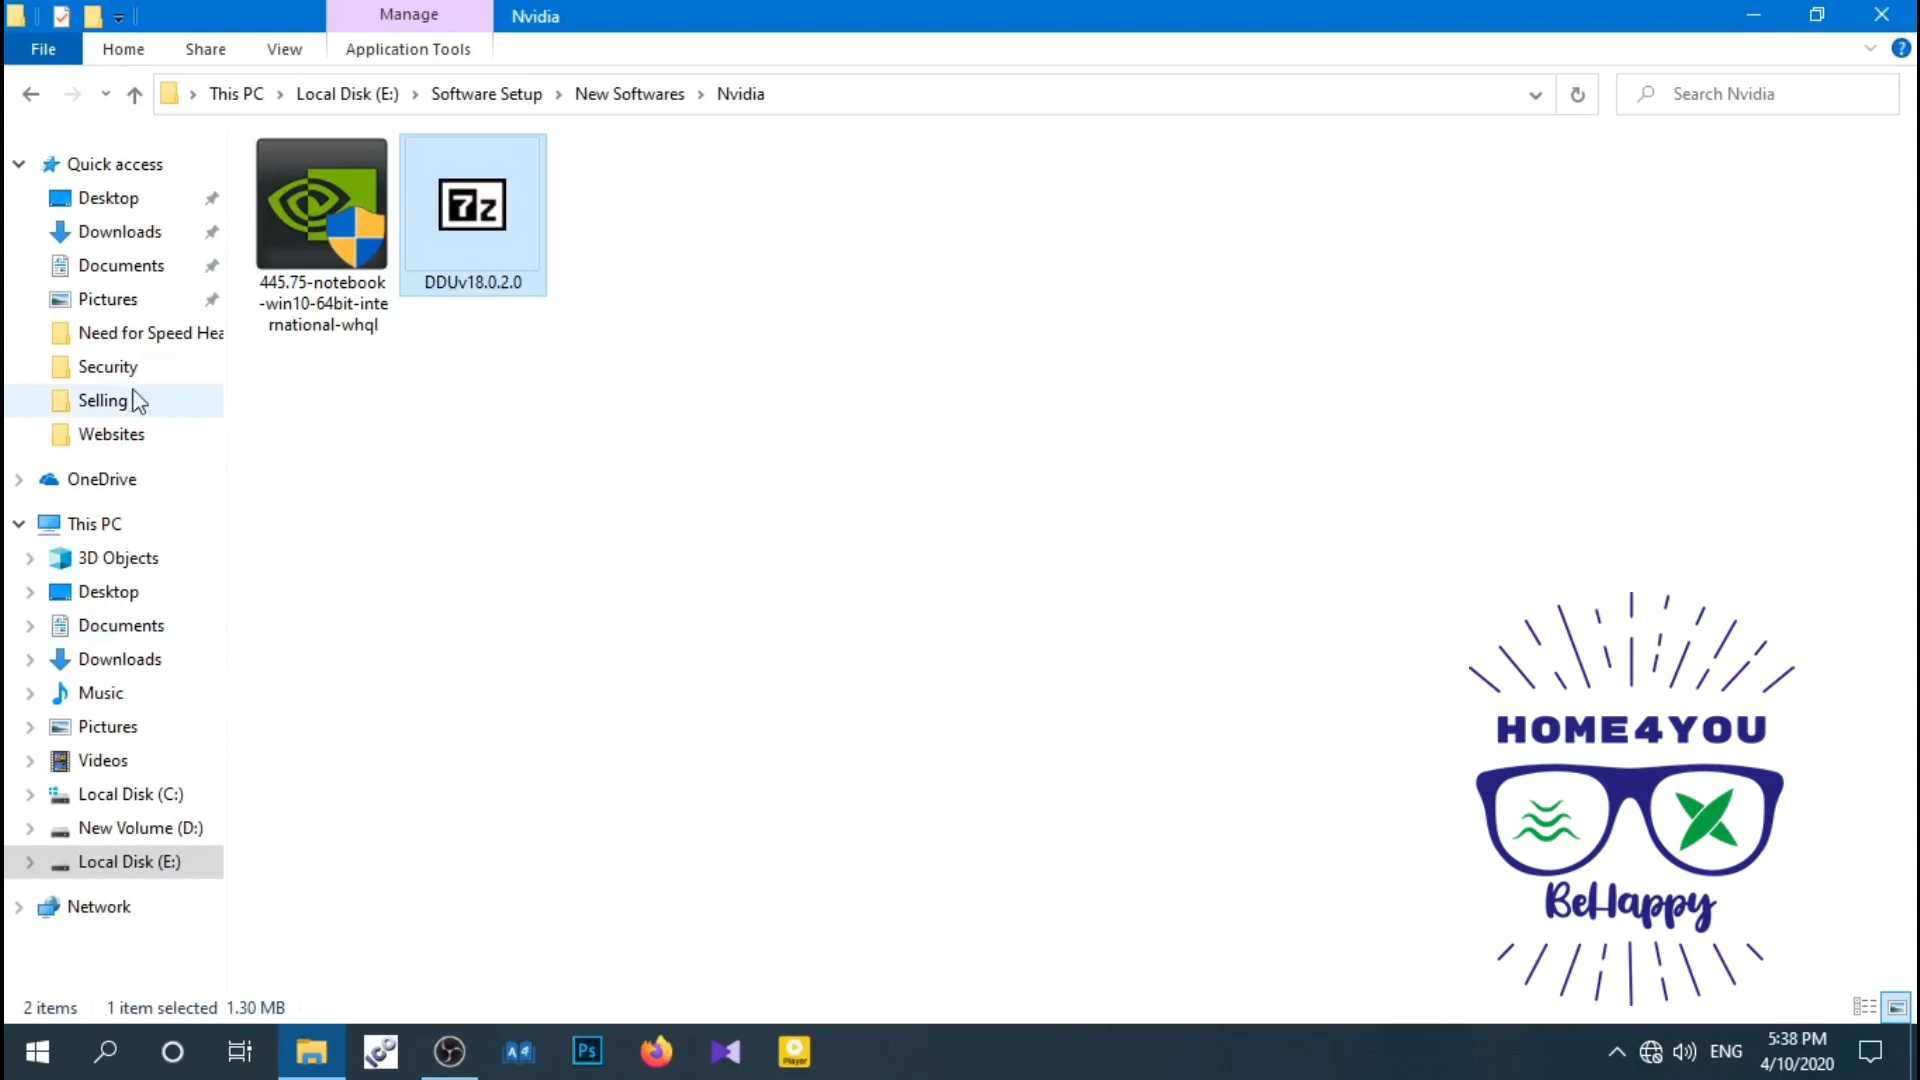 Manage
Nvidia
File
Home
Share
View
Application Tools
This PC
Local Disk (E:)
Software Setup
New Softwares
Nvidia
Search Nvidia
Quick access
Desktop
Downloads
Documents
Pictures
Need for Speed Hea
Security
Selling
Websites
OneDrive
This PC
3D Objects
Desktop
Documents
Downloads
Music
Pictures
Videos
Local Disk (C:)
New Volume (D:)
Local Disk (E:)
Network
7z
445.75-notebook
-win10-64bit-inte
rnational-whql
DDUv18.0.2.0
HOME4YOU
BeHappy
2 items
1 item selected
1.30 MB
Ps
Player
ENG
5:38 PM
4/10/2020